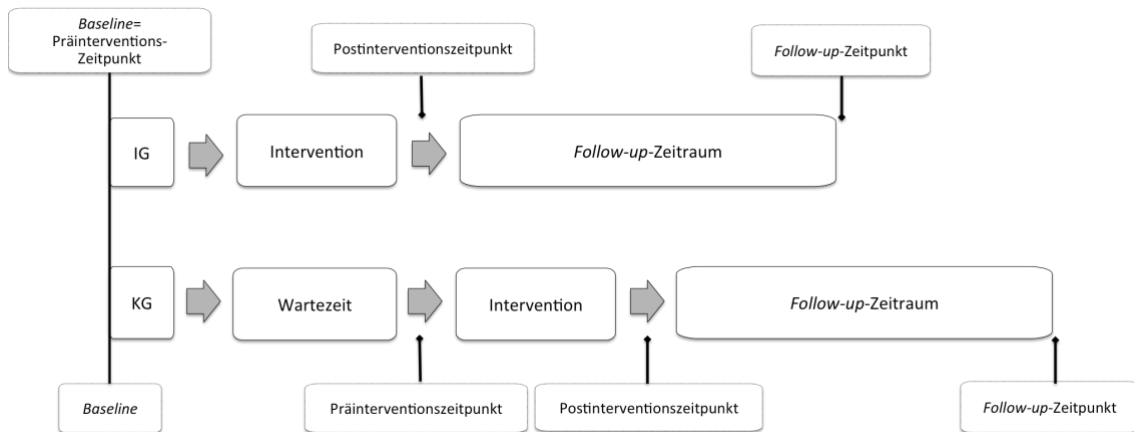 Baseline=
Präinterventions-
Zeitpunkt
Postinterventionszeitpunkt
Follow-up-Zeitpunkt
IG
Intervention
Follow-up-Zeitraum
KG
Wartezeit
Intervention
Follow-up-Zeitraum
Baseline
Präinterventionszeitpunkt
Postinterventionszeitpunkt
Follow-up-Zeitpunkt